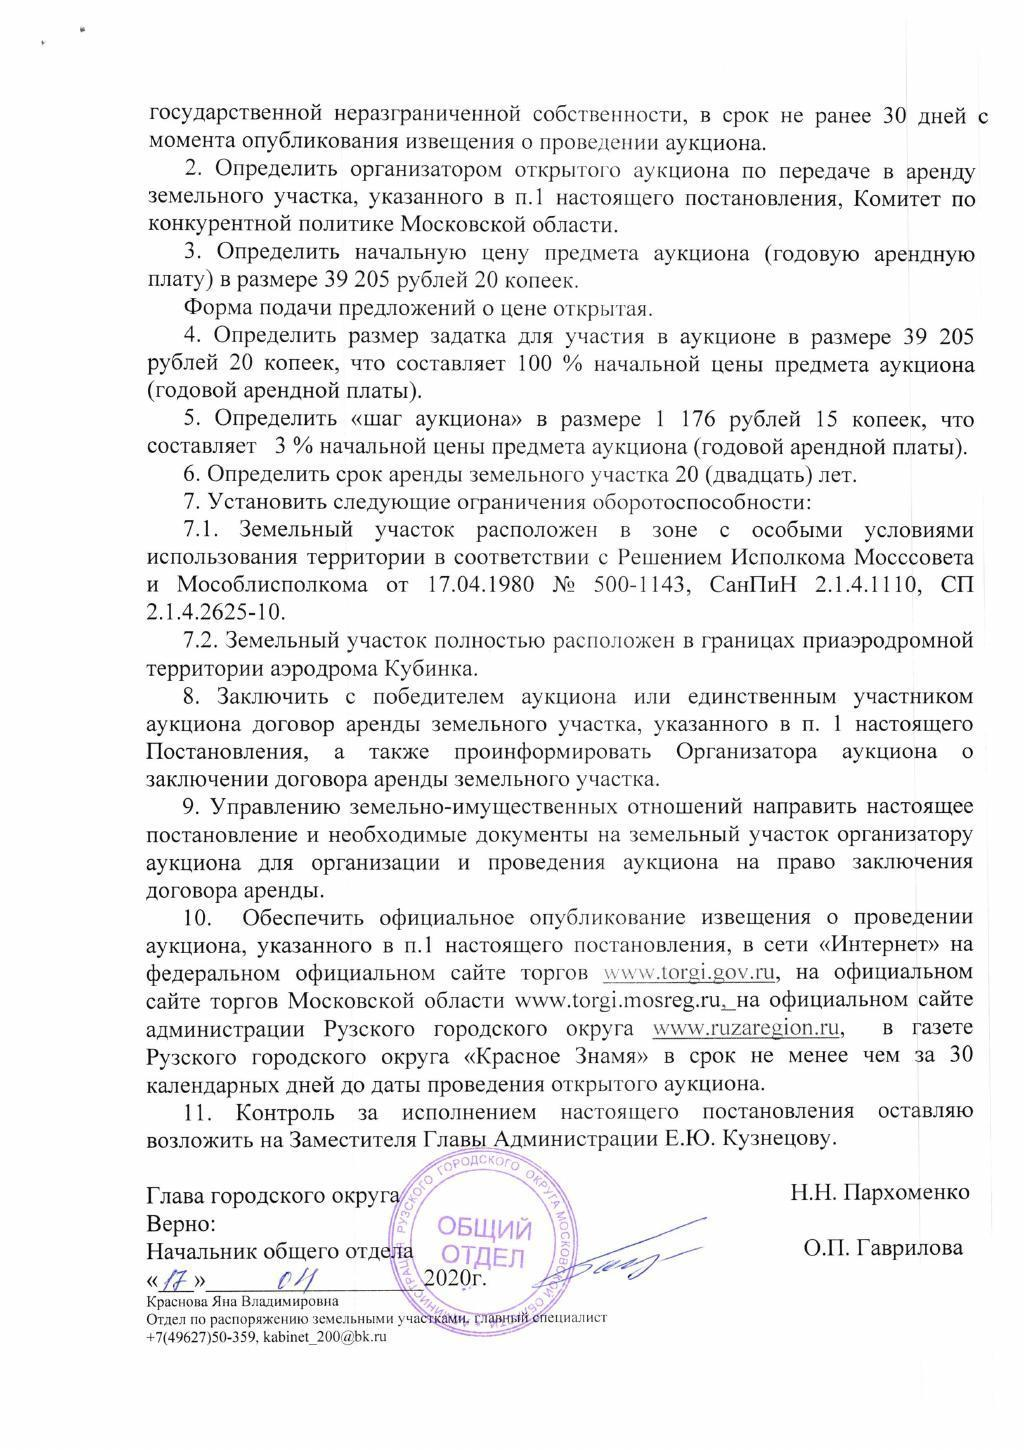 государственной неразграниченной собственности, в срок не ранее 30 дней с
момента опубликования извещения о проведении аукциона.
2. Определить организатором открытого аукциона по передаче в аренду
земельного участка, указанного в п.1 настоящего постановления, Комитет по
конкурентной политике Московской области.
3. Определить начальную цену предмета аукциона (годовую арендную
плату) в размере 39 205 рублей 20 копеек.
Форма подачи предложений о цене открытая.
4. Определить размер задатка для участия в аукционе в размере 39 205
рублей 20 копеек, что составляет 100 % начальной цены предмета аукциона
(годовой арендной платы).
5. Определить «шаг аукциона» в размере 1 176 рублей 15 копеек, что
составляет 3 % начальной цены предмета аукциона (годовой арендной платы).
6. Определить срок аренды земельного участка 20 (двадцать) лет.
7. Установить следующие ограничения оборотоспособности:
7.1. Земельный участок расположен в зоне с особыми условиями
использования территории в соответствии с Решением Исполкома Мосссовета
и Мособлисполкома от 17.04.1980 № 500-1143, СанПиН 2.1.4.1110, СП
2.1.4.2625-10.
7.2. Земельный участок полностью расположен в границах приаэродромной
территории аэродрома Кубинка.
8. Заключить с победителем аукциона или единственным участником
аукциона договор аренды земельного участка, указанного в п. 1 настоящего
Постановления, а также проинформировать Организатора аукциона о
заключении договора аренды земельного участка.
9. Управлению земельно-имущественных отношений направить настоящее
постановление и необходимые документы на земельный участок организатору
аукциона для организации и проведения аукциона на право заключения
договора аренды.
10. Обеспечить официальное опубликование извещения о проведении
аукциона, указанного в п.1 настоящего постановления, в сети «Интернет» на
федеральном официальном сайте торгов www.torgi.gov.ru, на официальном
сайте торгов Московской области www.torgi.mosreg.ru, на официальном сайте
администрации Рузского городского округа www.ruzaregion.ru, в газете
Рузского городского округа «Красное Знамя» в срок не менее чем за 30
календарных дней до даты проведения открытого аукциона.
11. Контроль за исполнением настоящего постановления оставляю
возложить на Заместителя Главы Администрации Е.Ю. Кузнецову.
Глава городского округа Н.Н. Пархоменко
Верно:
Начальник общего отдела О.П. Гаврилова
«17» 04 2020г.
Краснова Яна Владимировна
Отдел по распоряжению земельными участками, главный специалист
+7(49627)50-359, kabinet_200@bk.ru
АДМИНИСТРАЦИЯ РУЗСКОГО ГОРОДСКОГО ОКРУГА МОСКОВСКОЙ ОБЛАСТИ
ОБЩИЙ
ОТДЕЛ